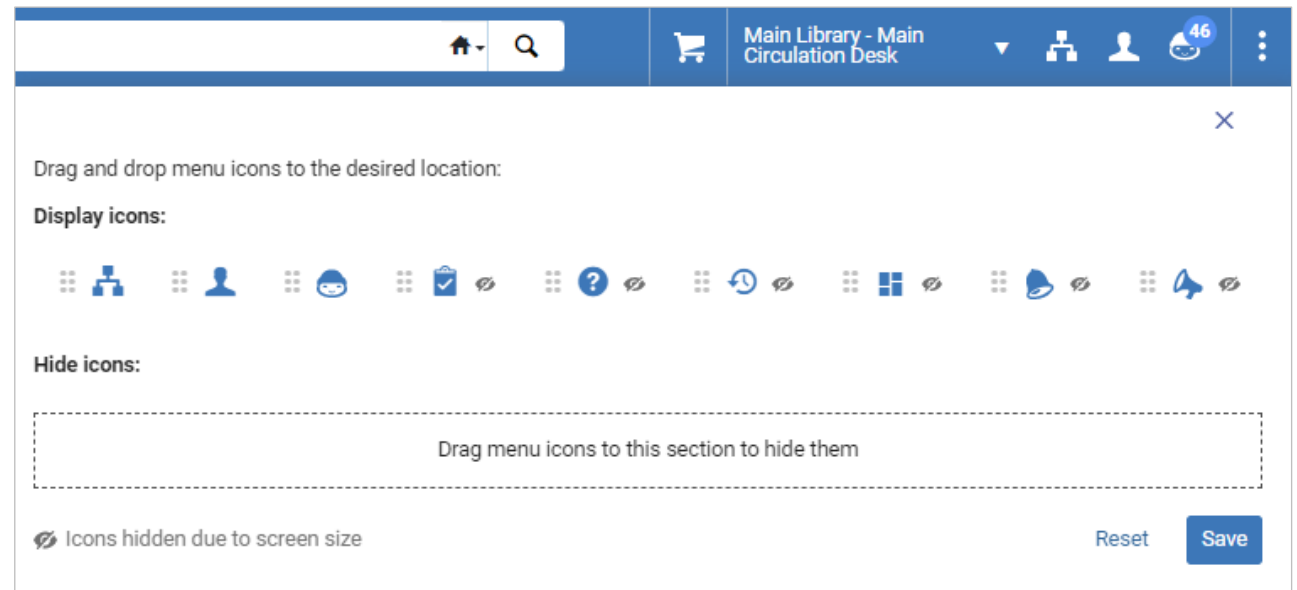 Main Library - Main
Circulation Desk
46
Drag and drop menu icons to the desired location:
Display icons:
?
Hide icons:
Drag menu icons to this section to hide them
Icons hidden due to screen size
Reset
Save